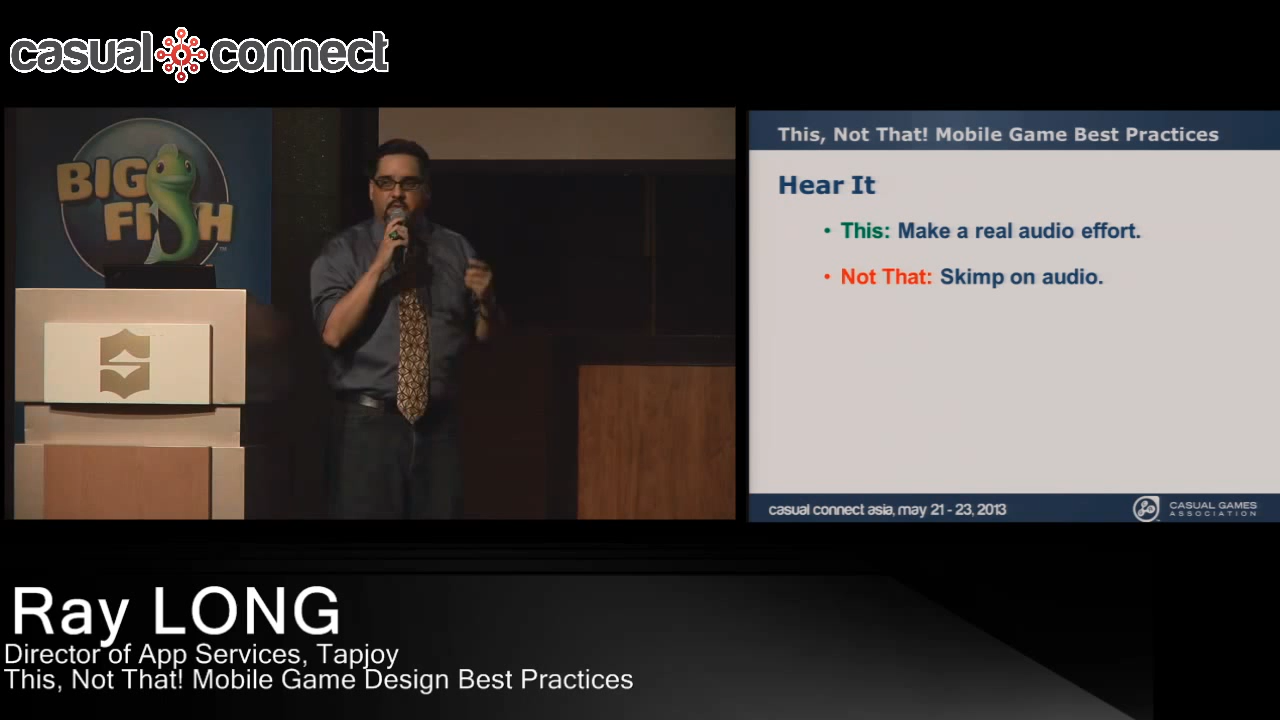 casual connect
BIG
FISH
This, Not That! Mobile Game Best Practices
Hear It
• This: Make a real audio effort.
• Not That: Skimp on audio.
casual connect asia, may 21 - 23, 2013
CASUAL GAMES
ASSOCIATION
Ray LONG
Director of App Services, Tapjoy
This, Not That! Mobile Game Design Best Practices